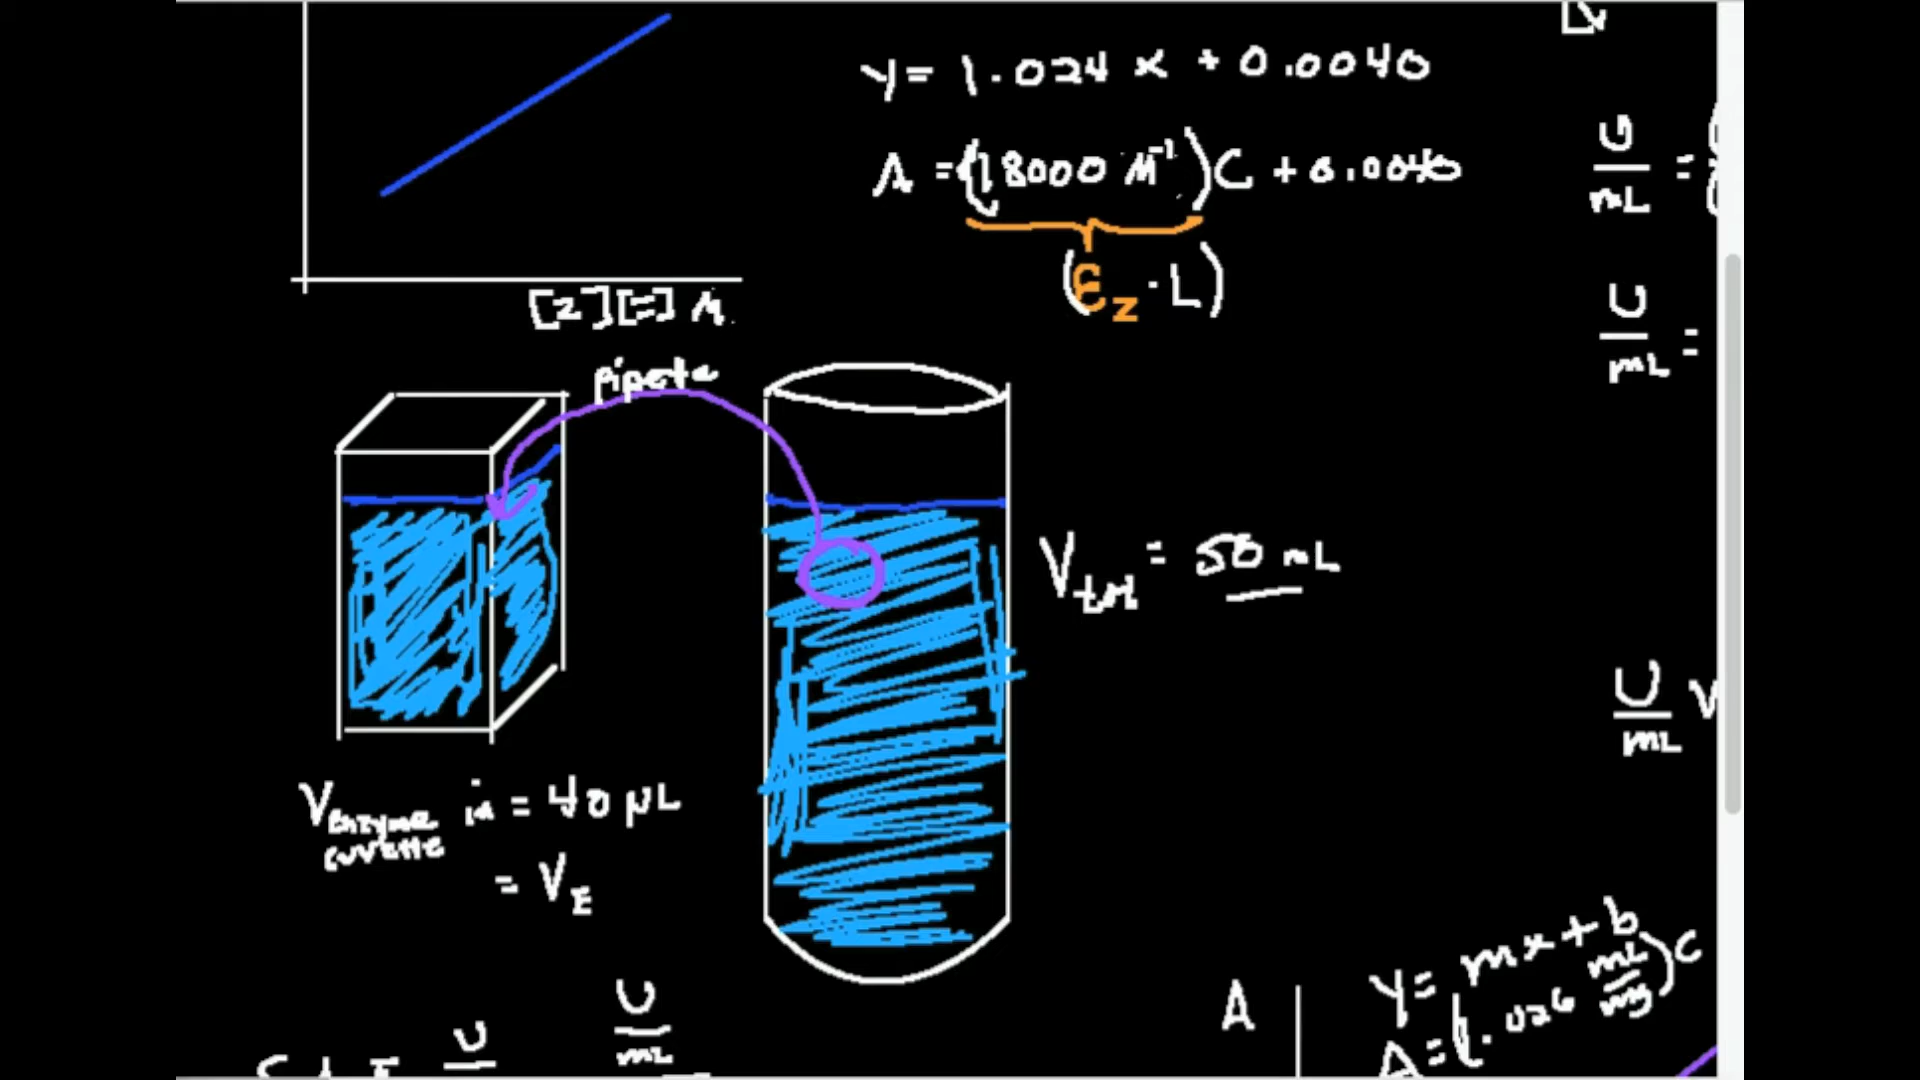 y = 1.024 x + 0.0040
A = (18000 M⁻¹) C + 0.0040
(ε_z · L)
[z] [=] M
pipete
V_tot = 50 mL
V_enzyme in cuvette = 40 μL
= V_E
G/mL =
U/mL =
U/mL V
y = mx + b
A = (1.026 mL/mg) C
A
U
U/mL